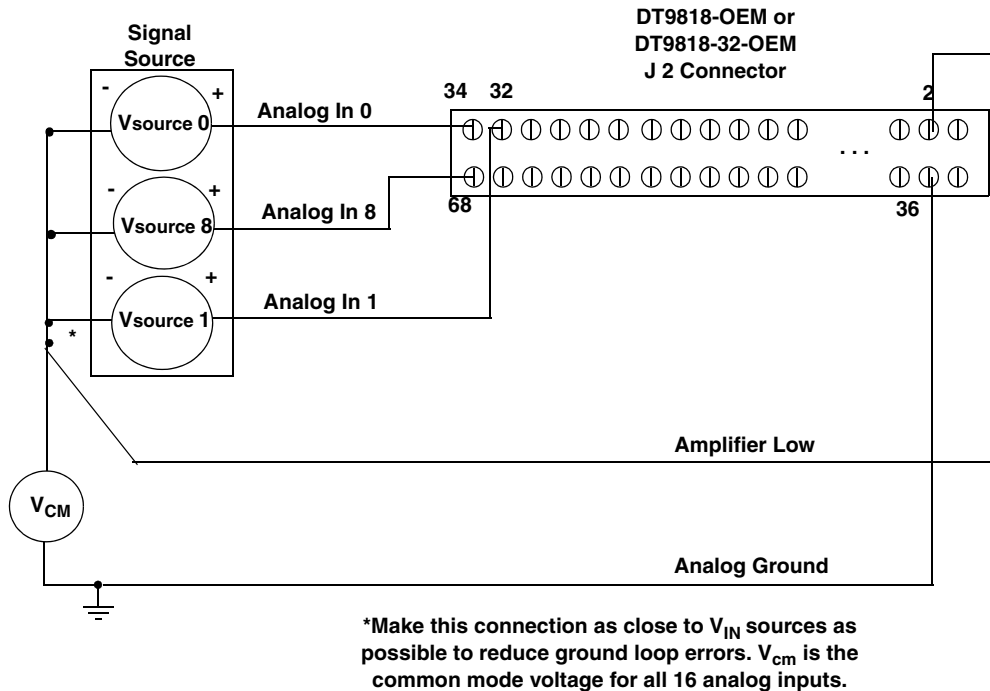 DT9818-OEM or
DT9818-32-OEM
J 2 Connector
Signal
Source
34 32 2
- +
Vsource 0
Analog In 0
. . .
68 36
- +
Vsource 8
Analog In 8
- +
Vsource 1
Analog In 1
*
Amplifier Low
VCM
Analog Ground
*Make this connection as close to VIN sources as
possible to reduce ground loop errors. Vcm is the
common mode voltage for all 16 analog inputs.